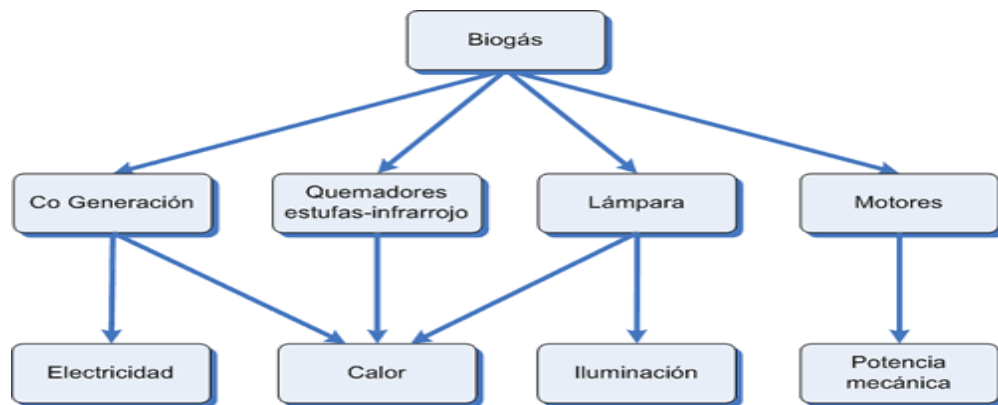 Biogás
Co Generación
Quemadores
estufas-infrarrojo
Lámpara
Motores
Electricidad
Calor
Iluminación
Potencia
mecánica